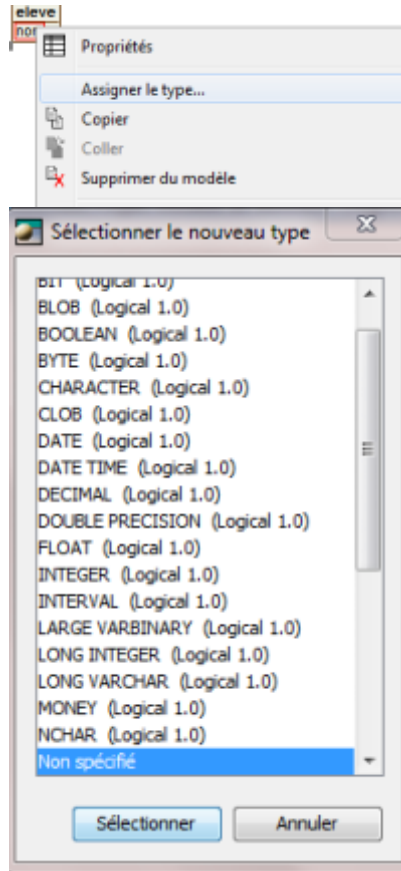 eleve
Propriétés
Assigner le type...
Copier
Coller
Supprimer du modèle
Sélectionner le nouveau type
BIT (Logical 1.0)
BLOB (Logical 1.0)
BOOLEAN (Logical 1.0)
BYTE (Logical 1.0)
CHARACTER (Logical 1.0)
CLOB (Logical 1.0)
DATE (Logical 1.0)
DATE TIME (Logical 1.0)
DECIMAL (Logical 1.0)
DOUBLE PRECISION (Logical 1.0)
FLOAT (Logical 1.0)
INTEGER (Logical 1.0)
INTERVAL (Logical 1.0)
LARGE VARBINARY (Logical 1.0)
LONG INTEGER (Logical 1.0)
LONG VARCHAR (Logical 1.0)
MONEY (Logical 1.0)
NCHAR (Logical 1.0)
Non spécifié
Sélectionner Annuler